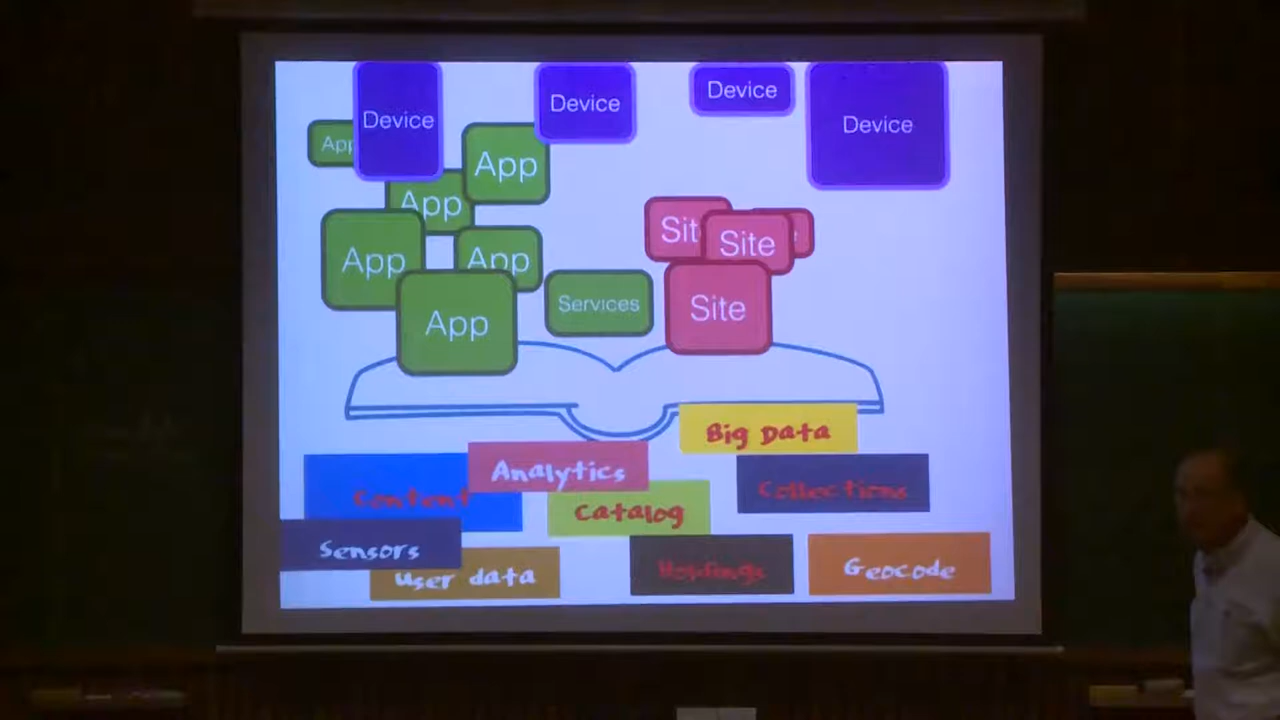 Device
Device
Device
Device
App
App
App
App
App
App
Services
Site
Site
Site
Big Data
Analytics
Content
Catalog
Collections
Sensors
User data
Holdings
Geocode